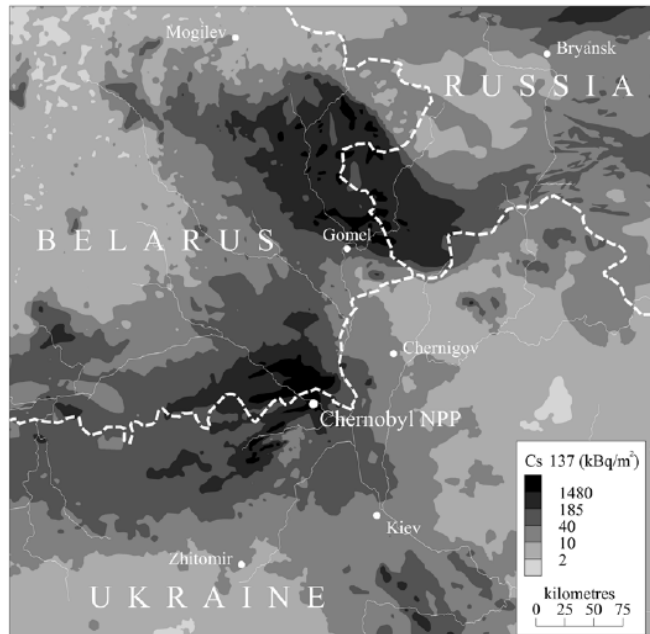 Mogilev
Bryansk
RUSSIA
BELARUS
Gomel
Chernigov
Chernobyl NPP
Kiev
Zhitomir
UKRAINE
Cs 137 (kBq/m²)
1480
185
40
10
2
kilometres
0 25 50 75